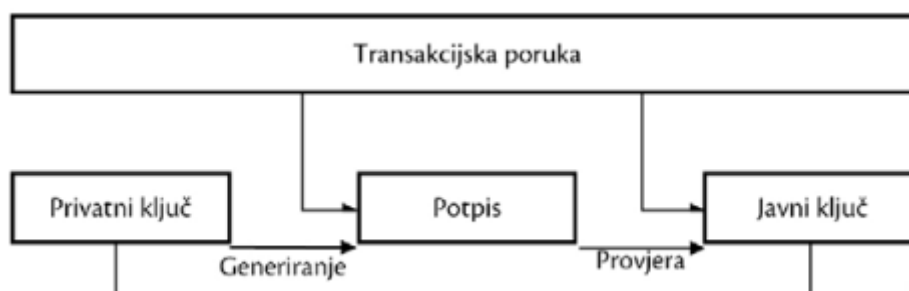 Transakcijska poruka
Privatni ključ
Potpis
Javni ključ
Generiranje
Provjera